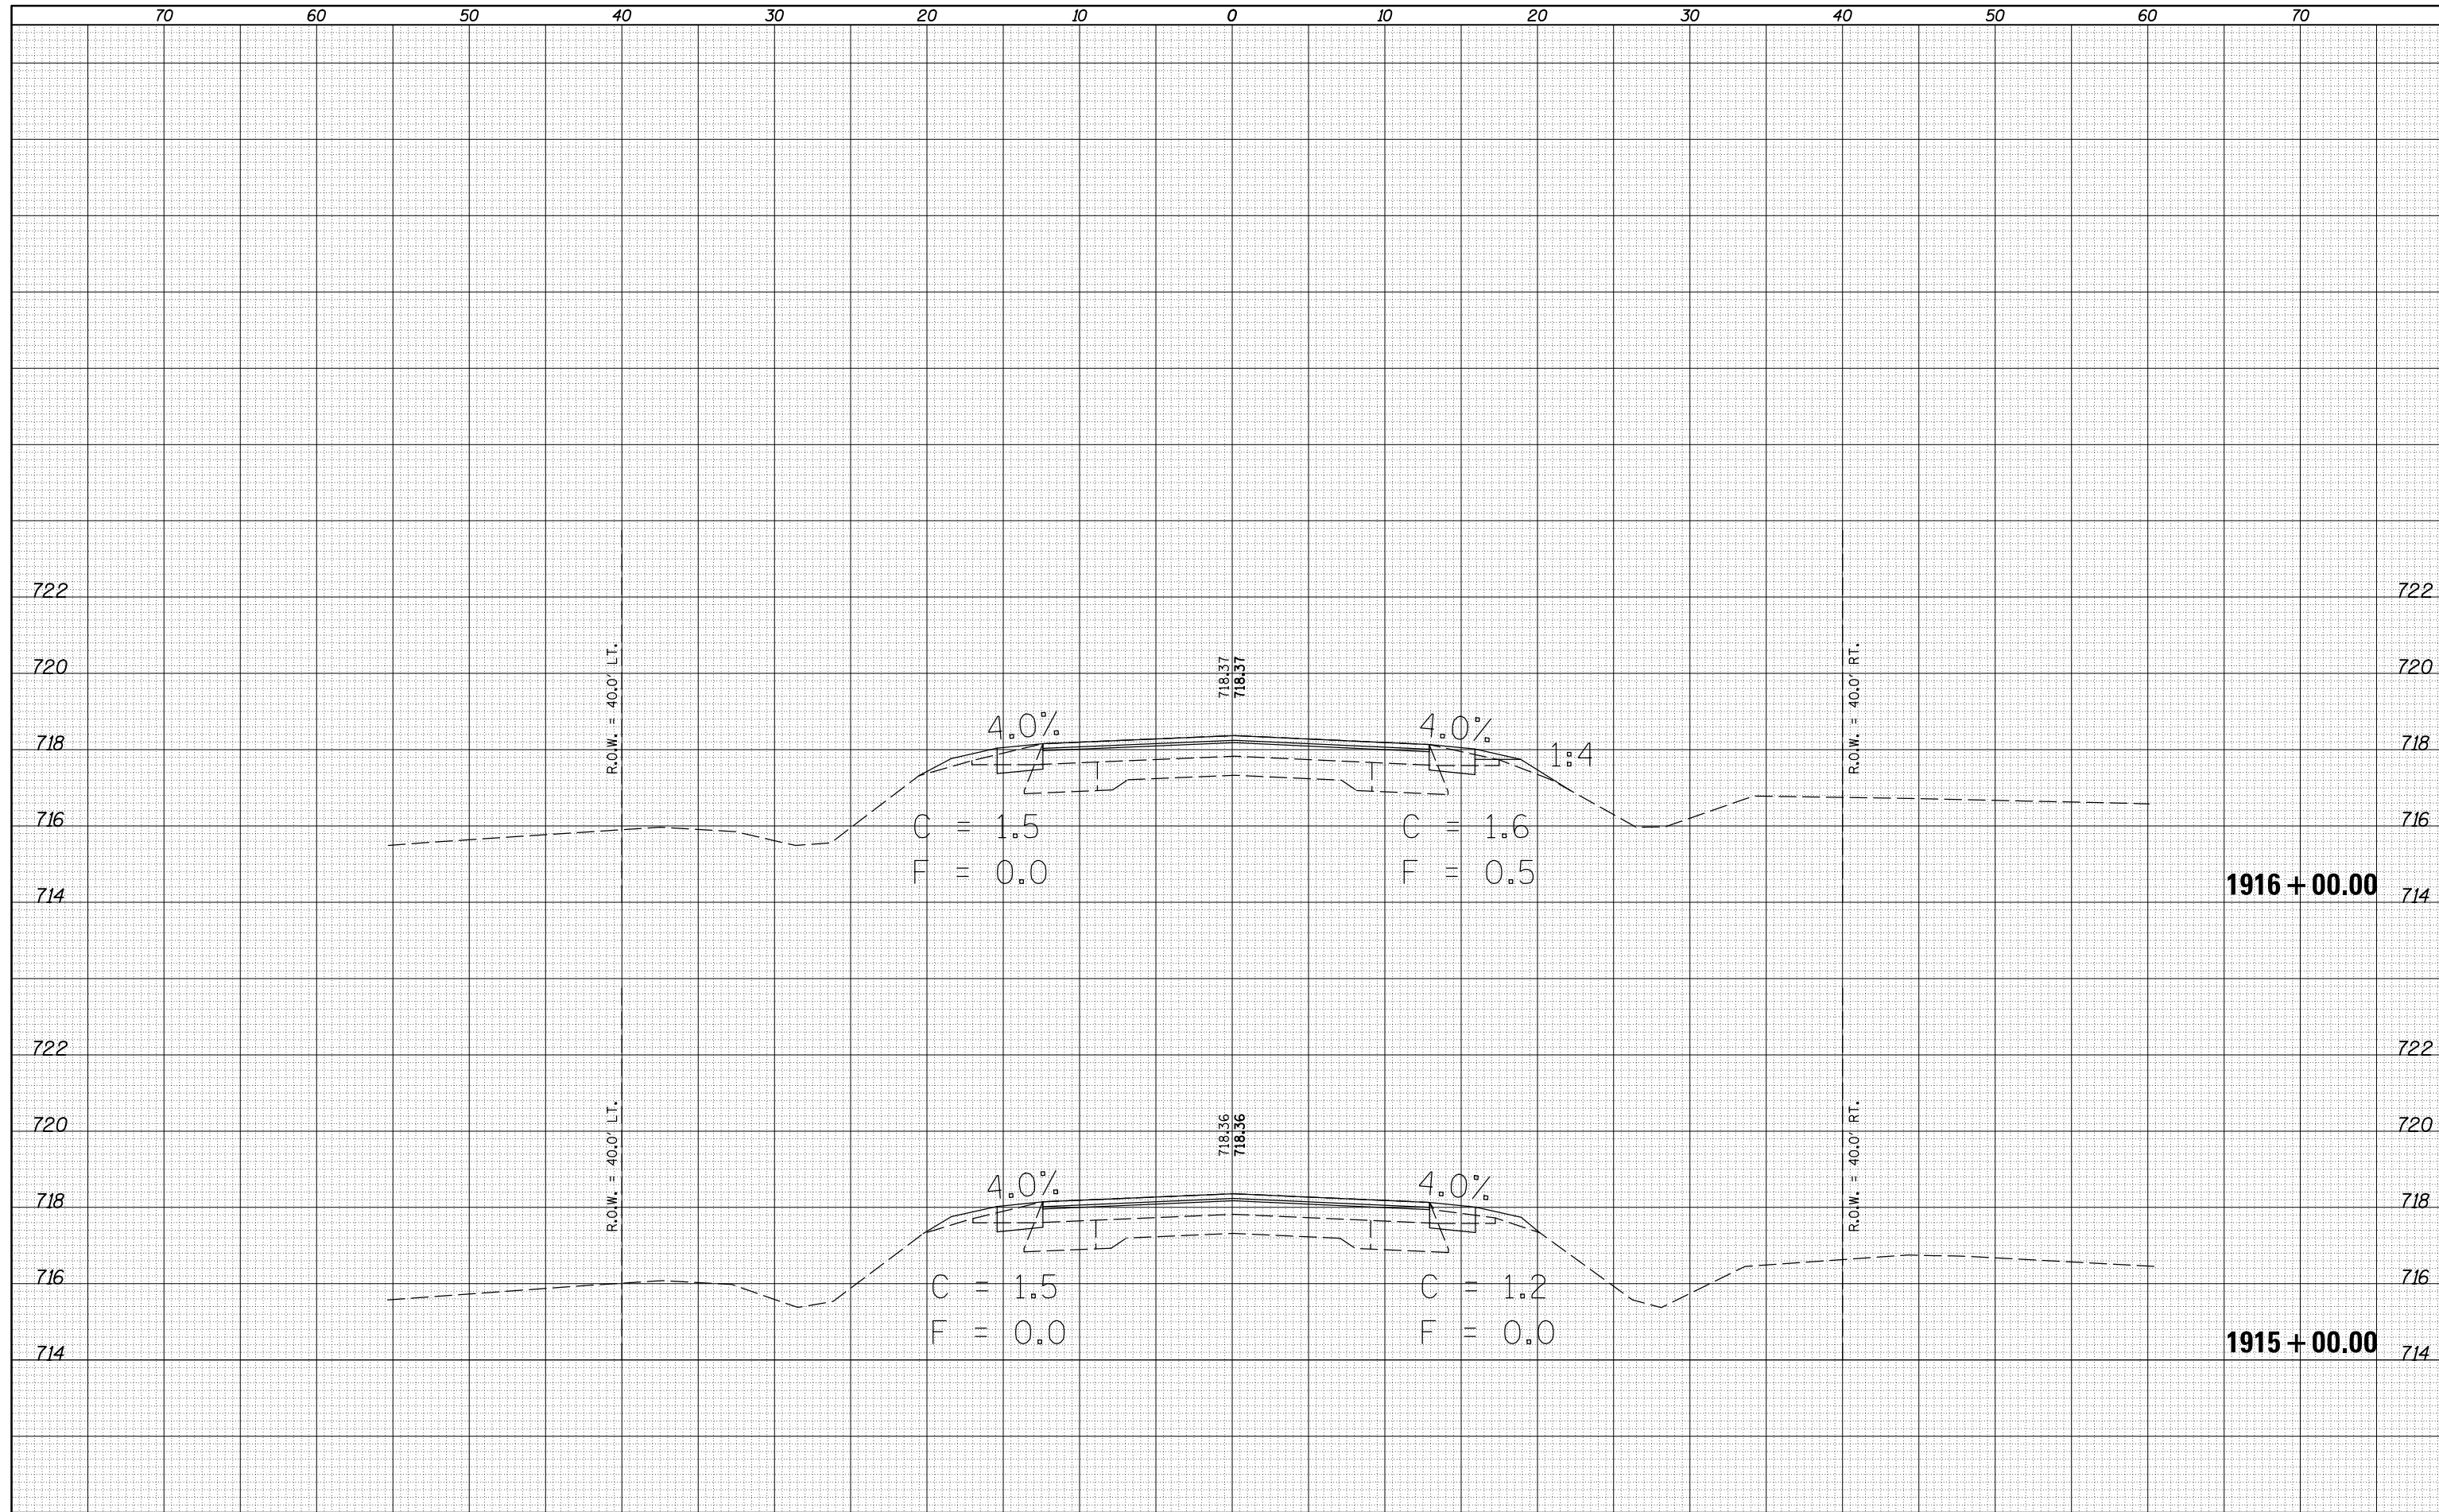 70 60 50 40 30 20 10 0 10 20 30 40 50 60 70
722 722
R.O.W. = 40.0' LT.
R.O.W. = 40.0' RT.
720 720
718.37
718.37
4.0% 4.0%
718 1:4 718
716 C = 1.5 C = 1.6 716
F = 0.0 F = 0.5
714 1916+00.00 714
722 722
R.O.W. = 40.0' LT.
R.O.W. = 40.0' RT.
720 720
718.36
718.36
4.0% 4.0%
718 718
716 C = 1.5 C = 1.2 716
F = 0.0 F = 0.0
714 1915+00.00 714